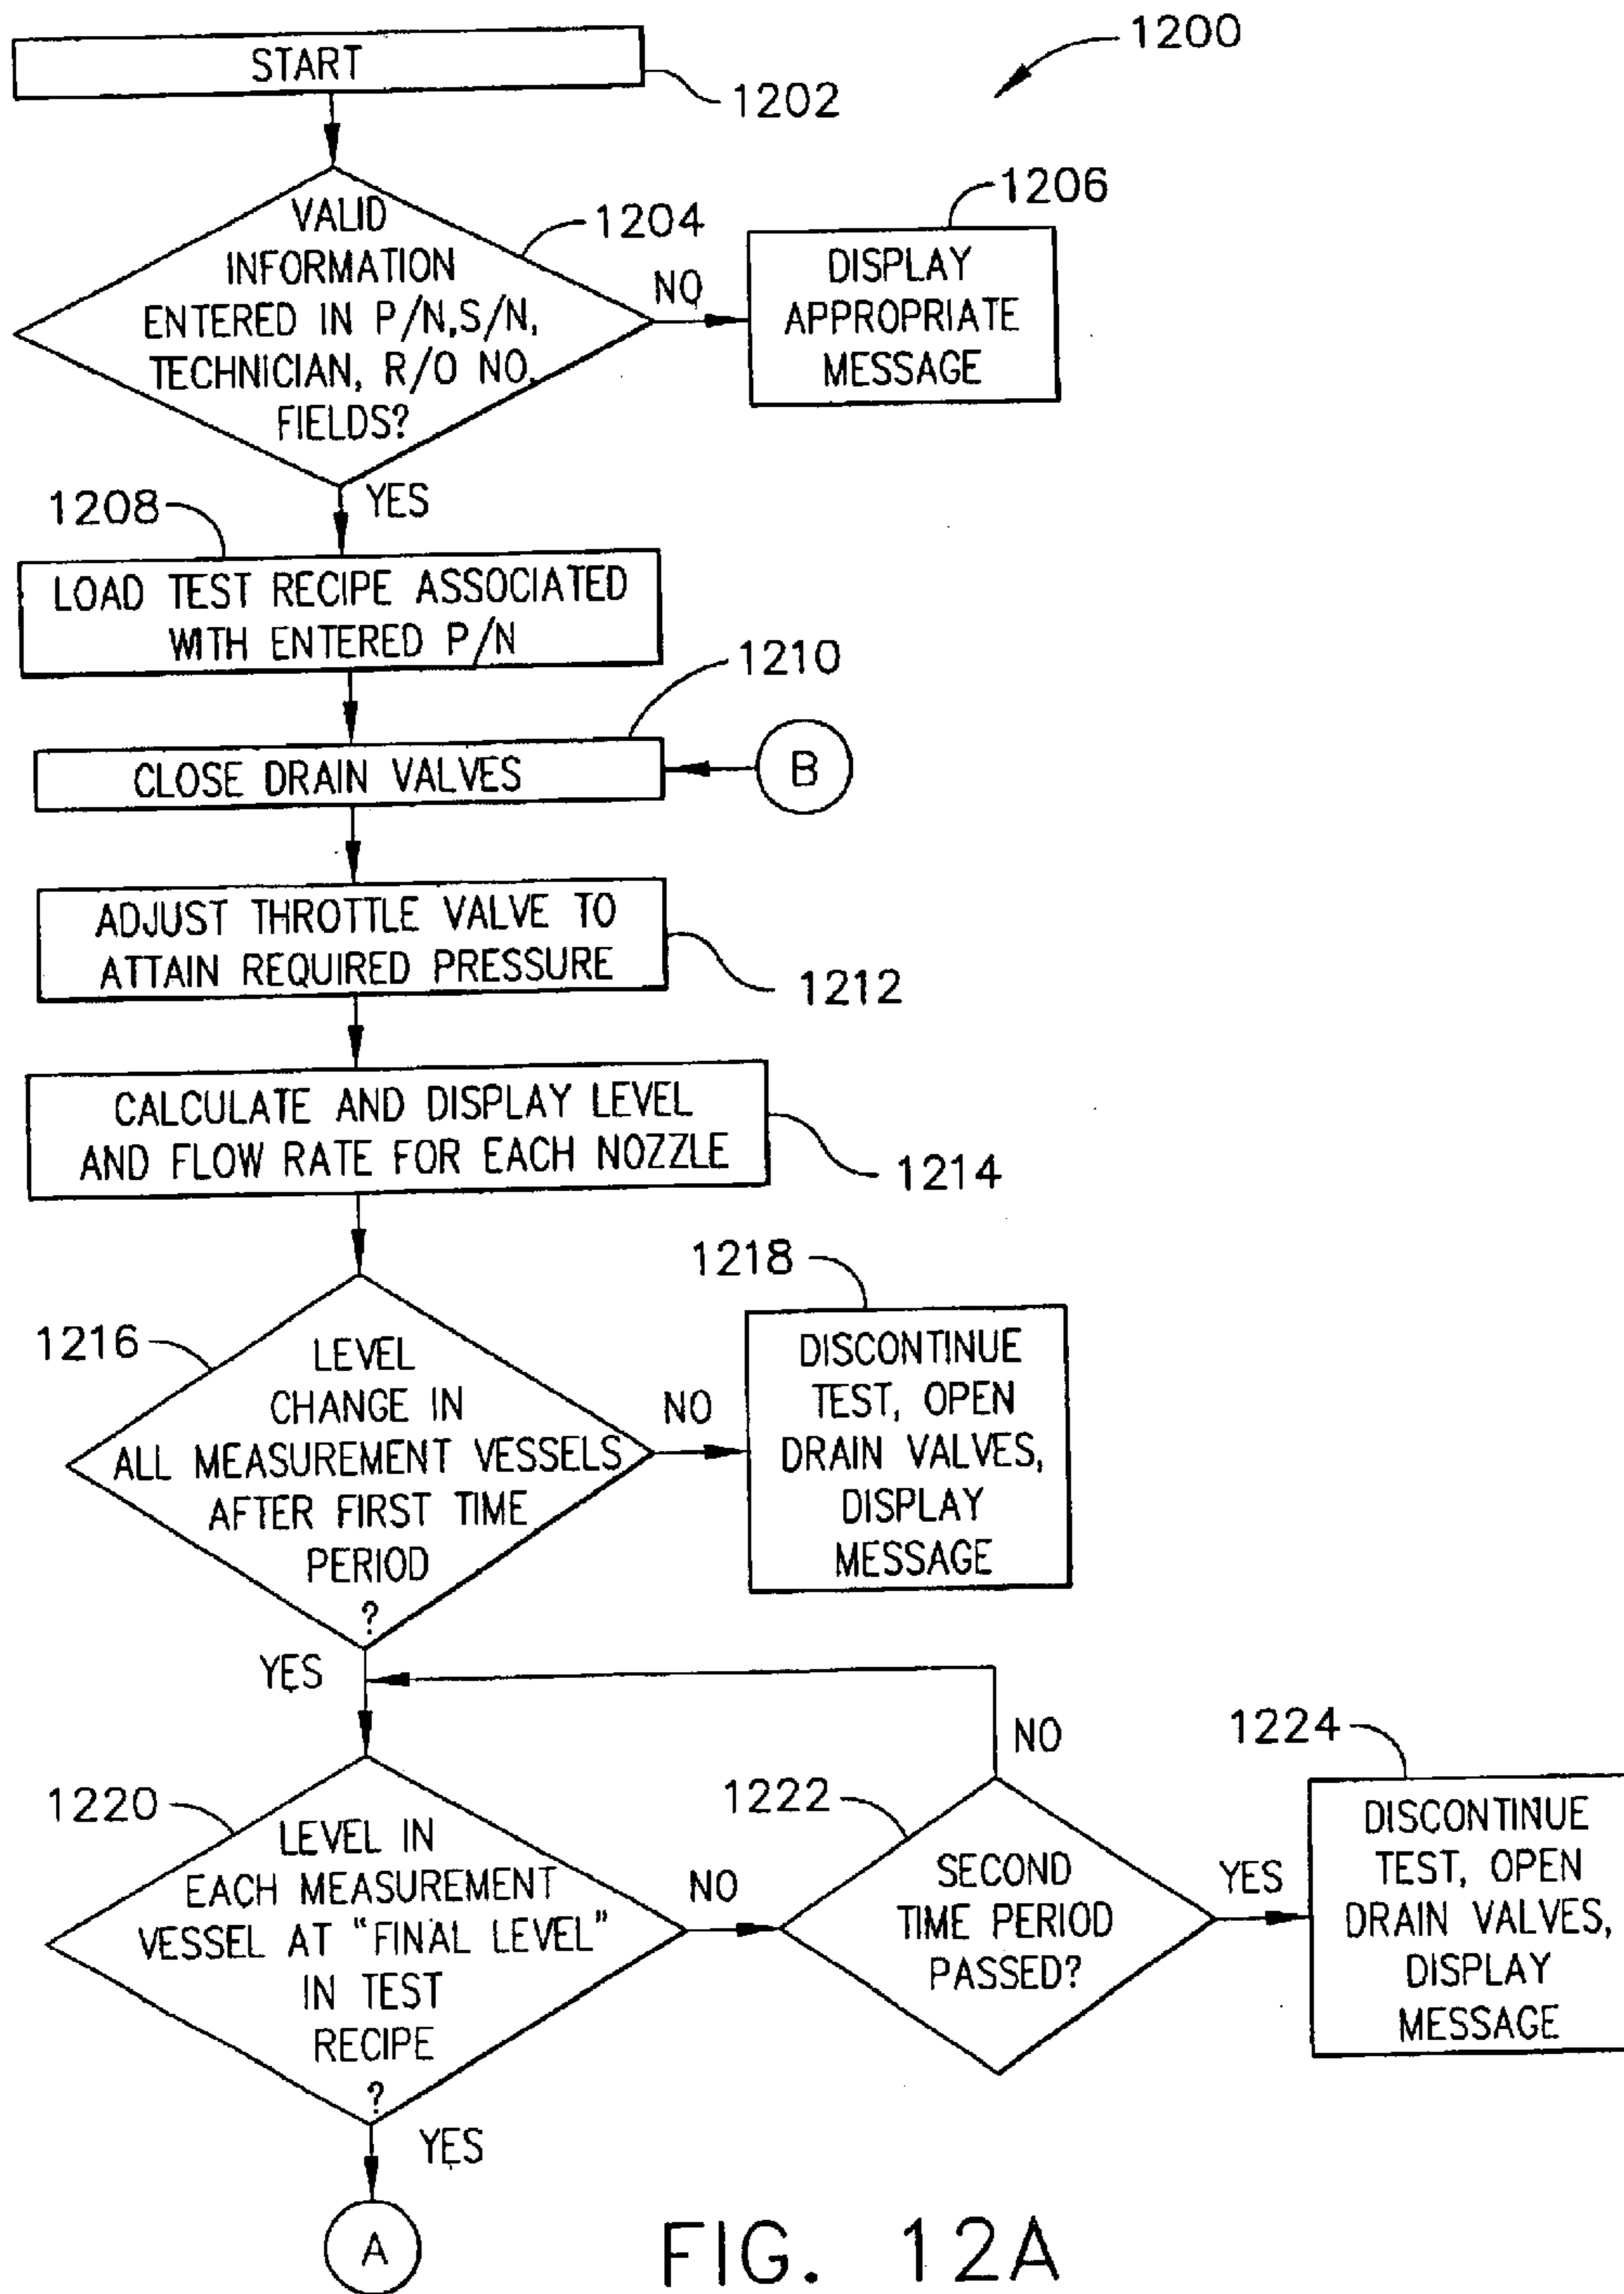 1200
START
1202
VALID
INFORMATION
ENTERED IN P/N,S/N,
TECHNICIAN, R/O NO.
FIELDS?
1204
NO
1206
DISPLAY
APPROPRIATE
MESSAGE
YES
1208
LOAD TEST RECIPE ASSOCIATED
WITH ENTERED P/N
1210
CLOSE DRAIN VALVES
B
ADJUST THROTTLE VALVE TO
ATTAIN REQUIRED PRESSURE
1212
CALCULATE AND DISPLAY LEVEL
AND FLOW RATE FOR EACH NOZZLE
1214
1216
LEVEL
CHANGE IN
ALL MEASUREMENT VESSELS
AFTER FIRST TIME
PERIOD
?
NO
1218
DISCONTINUE
TEST, OPEN
DRAIN VALVES,
DISPLAY
MESSAGE
YES
1220
LEVEL IN
EACH MEASUREMENT
VESSEL AT "FINAL LEVEL"
IN TEST
RECIPE
?
NO
1222
SECOND
TIME PERIOD
PASSED?
NO
YES
1224
DISCONTINUE
TEST, OPEN
DRAIN VALVES,
DISPLAY
MESSAGE
YES
A
FIG. 12A